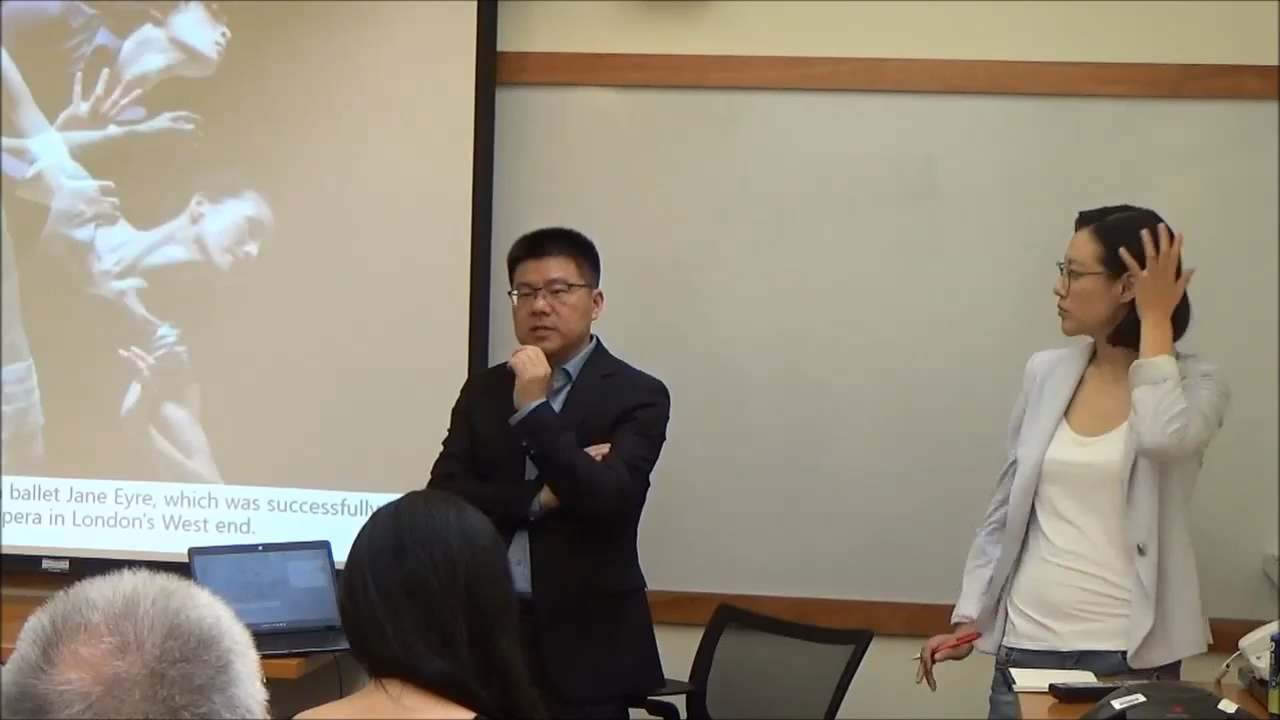 ballet Jane Eyre, which was successfully
pera in London's West end.